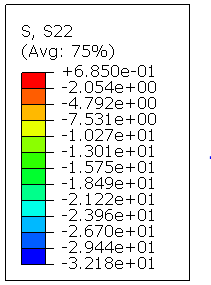 S, S22
(Avg: 75%)
+6.850e-01
-2.054e+00
-4.792e+00
-7.531e+00
-1.027e+01
-1.301e+01
-1.575e+01
-1.849e+01
-2.122e+01
-2.396e+01
-2.670e+01
-2.944e+01
-3.218e+01